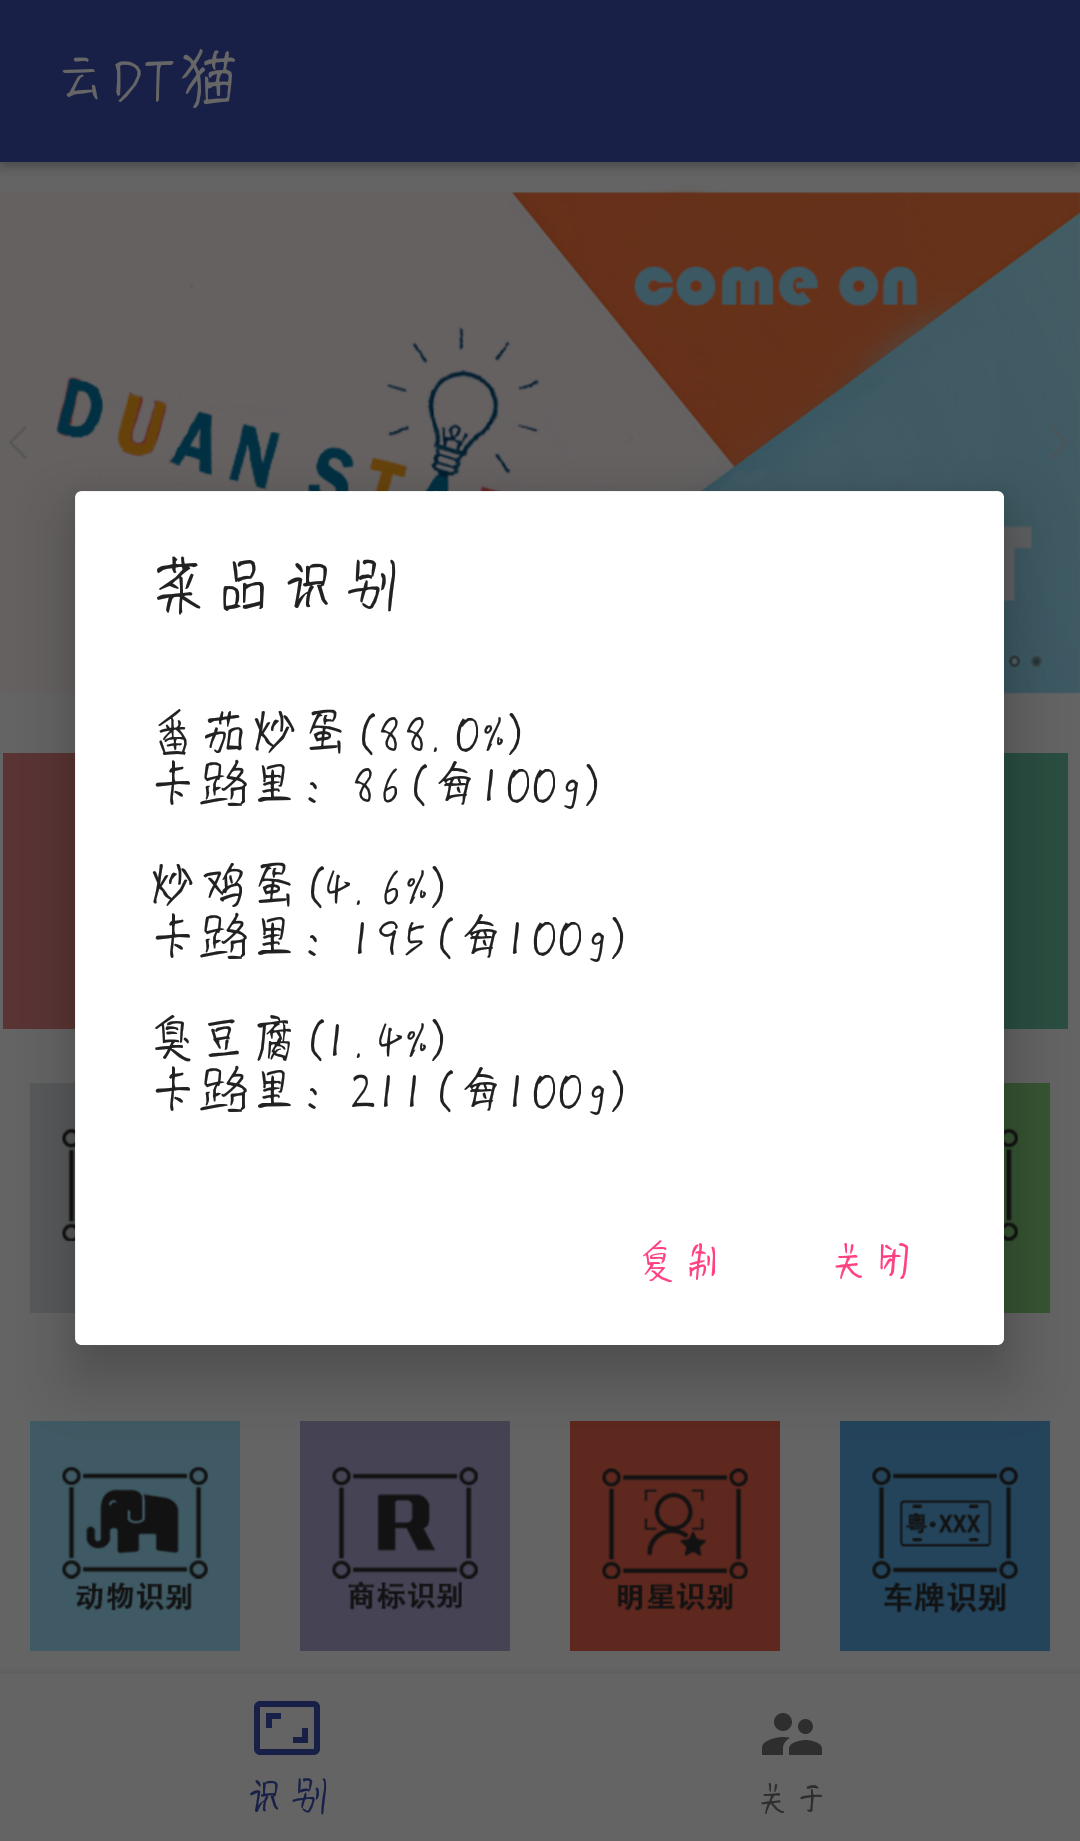 云DT猫
come on
DUAN
T
菜品识别
番茄炒蛋(88.0%)
卡路里: 86(每100g)
炒鸡蛋(4.6%)
卡路里: 195(每100g)
臭豆腐(1.4%)
卡路里: 211(每100g)
复制 关闭
动物识别 R 商标识别 明星识别 粤·XXX 车牌识别
识别 关于